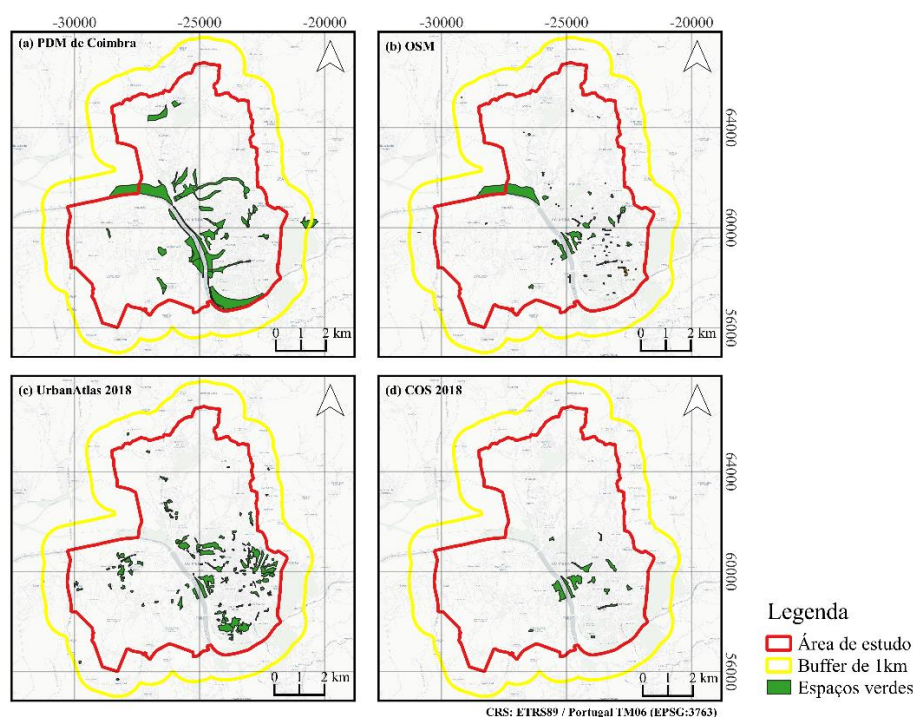 -30000 -25000 -20000 -30000 -25000 -20000
(a) PDM de Coimbra
(b) OSM
64000
60000
56000
0 1 2 km
0 1 2 km
(c) UrbanAtlas 2018
(d) COS 2018
64000
60000
56000
0 1 2 km
0 1 2 km
Legenda
Área de estudo
Buffer de 1km
Espaços verdes
CRS: ETRS89 / Portugal TM06 (EPSG:3763)